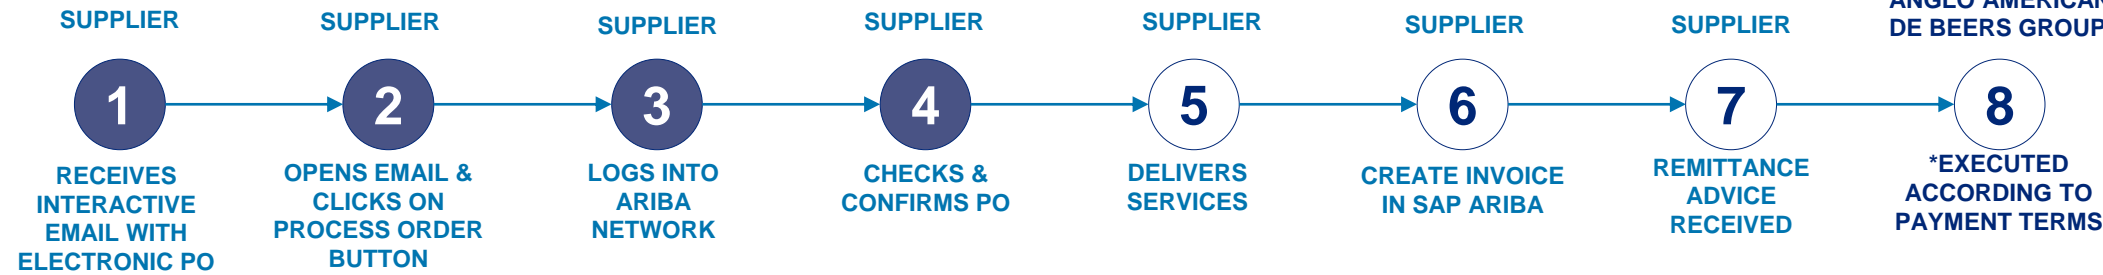 SUPPLIER
1
RECEIVES
INTERACTIVE
EMAIL WITH
ELECTRONIC PO
SUPPLIER
2
OPENS EMAIL &
CLICKS ON
PROCESS ORDER
BUTTON
SUPPLIER
3
LOGS INTO
ARIBA
NETWORK
SUPPLIER
4
CHECKS &
CONFIRMS PO
SUPPLIER
5
DELIVERS
SERVICES
SUPPLIER
6
CREATE INVOICE
IN SAP ARIBA
SUPPLIER
7
REMITTANCE
ADVICE
RECEIVED
ANGLO AMERICAN
DE BEERS GROUP
8
*EXECUTED
ACCORDING TO
PAYMENT TERMS